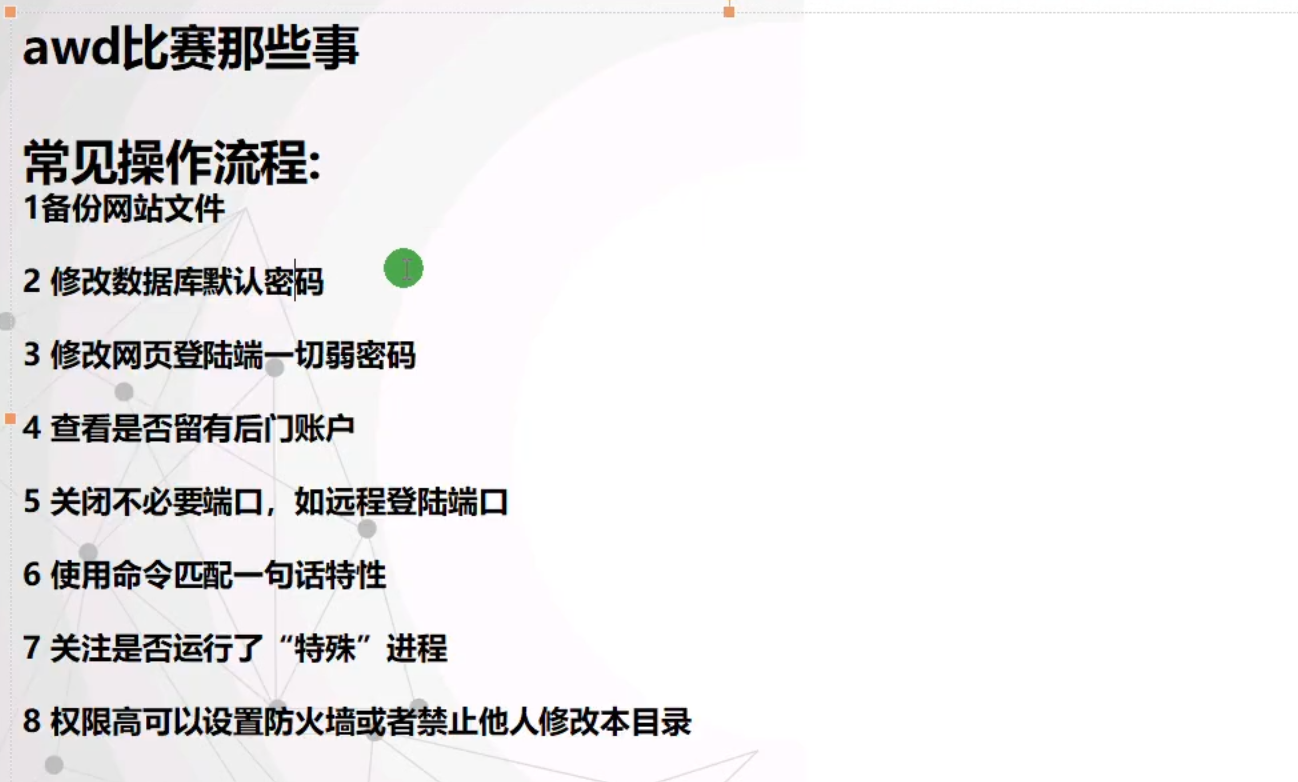 awd比赛那些事
常见操作流程:
1备份网站文件
2 修改数据库默认密码
3 修改网页登陆端一切弱密码
4 查看是否留有后门账户
5 关闭不必要端口，如远程登陆端口
6 使用命令匹配一句话特性
7 关注是否运行了“特殊”进程
8 权限高可以设置防火墙或者禁止他人修改本目录